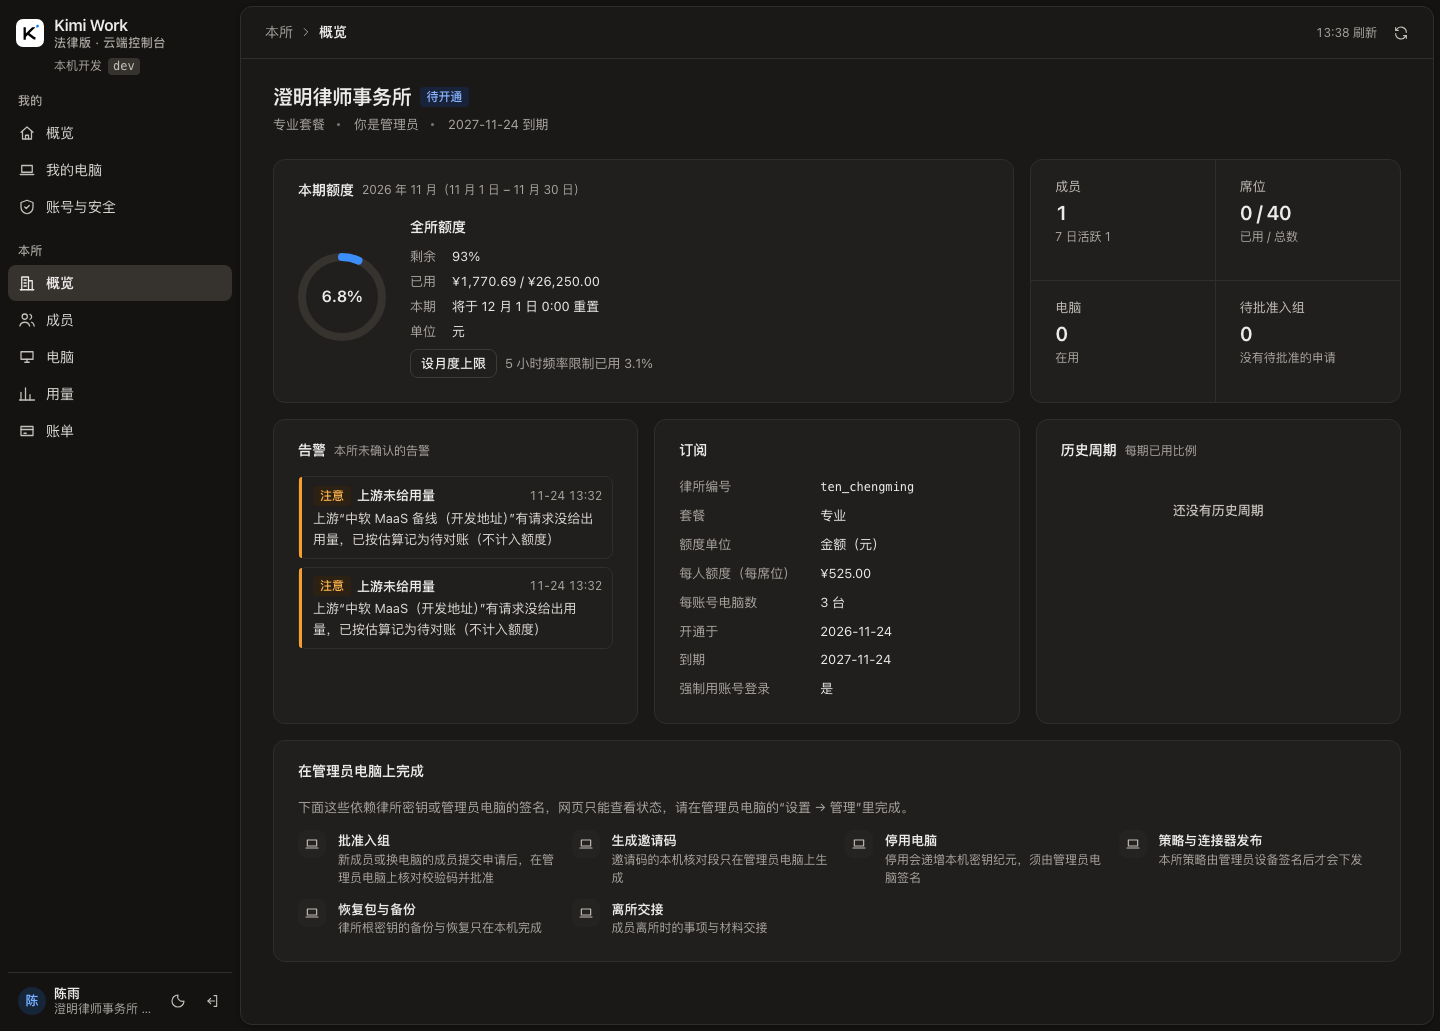 Kimi Work
法律版 · 云端控制台
本机开发 dev
我的
概览
我的电脑
账号与安全
本所
概览
成员
电脑
用量
账单
陈
陈雨
澄明律师事务所 ...
本所 > 概览
13:38 刷新
澄明律师事务所 待开通
专业套餐 • 你是管理员 • 2027-11-24 到期
本期额度 2026 年 11 月（11 月 1 日 – 11 月 30 日）
6.8%
全所额度
剩余 93%
已用 ¥1,770.69 / ¥26,250.00
本期 将于 12 月 1 日 0:00 重置
单位 元
设月度上限 5 小时频率限制已用 3.1%
成员
1
7 日活跃 1
席位
0 / 40
已用 / 总数
电脑
0
在用
待批准入组
0
没有待批准的申请
告警 本所未确认的告警
注意 上游未给用量 11-24 13:32
上游“中软 MaaS 备线（开发地址）”有请求没给出
用量，已按估算记为待对账（不计入额度）
注意 上游未给用量 11-24 13:32
上游“中软 MaaS（开发地址）”有请求没给出用
量，已按估算记为待对账（不计入额度）
订阅
律所编号 ten_chengming
套餐 专业
额度单位 金额（元）
每人额度（每席位） ¥525.00
每账号电脑数 3 台
开通于 2026-11-24
到期 2027-11-24
强制用账号登录 是
历史周期 每期已用比例
还没有历史周期
在管理员电脑上完成
下面这些依赖律所密钥或管理员电脑的签名，网页只能查看状态，请在管理员电脑的“设置 → 管理”里完成。
批准入组
新成员或换电脑的成员提交申请后，在管
理员电脑上核对校验码并批准
生成邀请码
邀请码的本机核对段只在管理员电脑上生
成
停用电脑
停用会递增本机密钥纪元，须由管理员电
脑签名
策略与连接器发布
本所策略由管理员设备签名后才会下发
恢复包与备份
律所根密钥的备份与恢复只在本机完成
离所交接
成员离所时的事项与材料交接